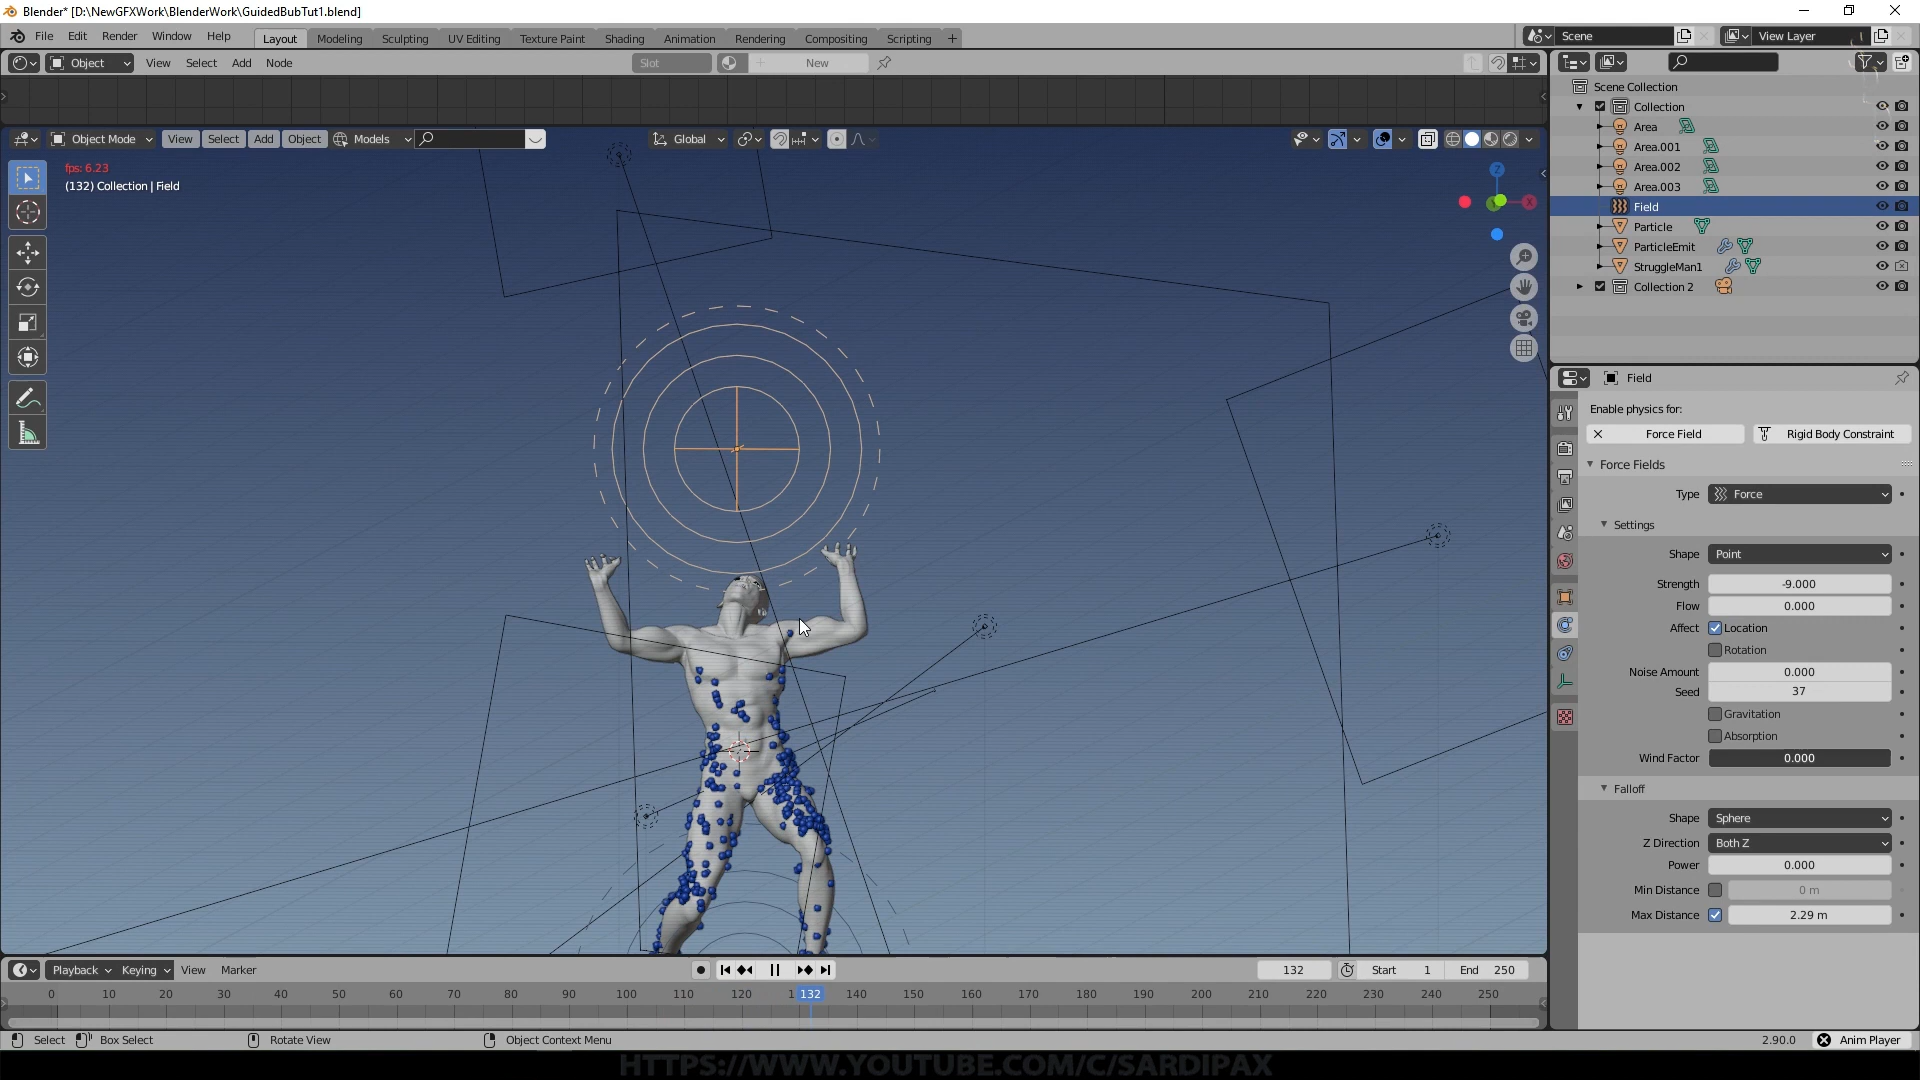 Blender* [D:\NewGFXWork\BlenderWork\GuidedBubTut1.blend]
File Edit Render Window Help Layout Modeling Sculpting UV Editing Texture Paint Shading Animation Rendering Compositing Scripting + Scene View Layer
Object View Select Add Node Slot New
Object Mode View Select Add Object Models Global
fps: 6.23
(132) Collection | Field
Z
X
Scene Collection
Collection
Area
Area.001
Area.002
Area.003
Field
Particle
ParticleEmit
StruggleMan1
Collection 2
Field
Enable physics for:
Force Field Rigid Body Constraint
Force Fields
Type Force
Settings
Shape Point
Strength -9.000
Flow 0.000
Affect Location
Rotation
Noise Amount 0.000
Seed 37
Gravitation
Absorption
Wind Factor 0.000
Falloff
Shape Sphere
Z Direction Both Z
Power 0.000
Min Distance 0 m
Max Distance 2.29 m
Playback Keying View Marker 132 Start 1 End 250
0 10 20 30 40 50 60 70 80 90 100 110 120 1 132 140 150 160 170 180 190 200 210 220 230 240 250
Select Box Select Rotate View Object Context Menu 2.90.0 Anim Player
HTTPS://WWW.YOUTUBE.COM/C/SARDIPAX